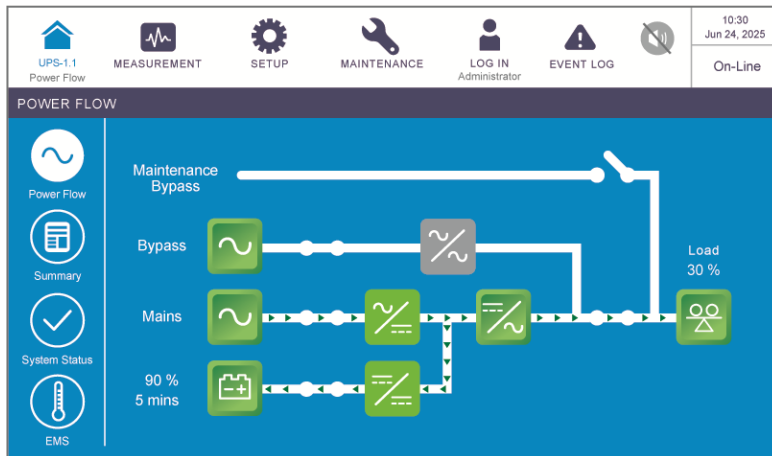 UPS-1.1
Power Flow
MEASUREMENT
SETUP
MAINTENANCE
LOG IN
Administrator
EVENT LOG
10:30
Jun 24, 2025
On-Line
POWER FLOW
Power Flow
Summary
System Status
EMS
Maintenance
Bypass
Bypass
Mains
90 %
5 mins
Load
30 %